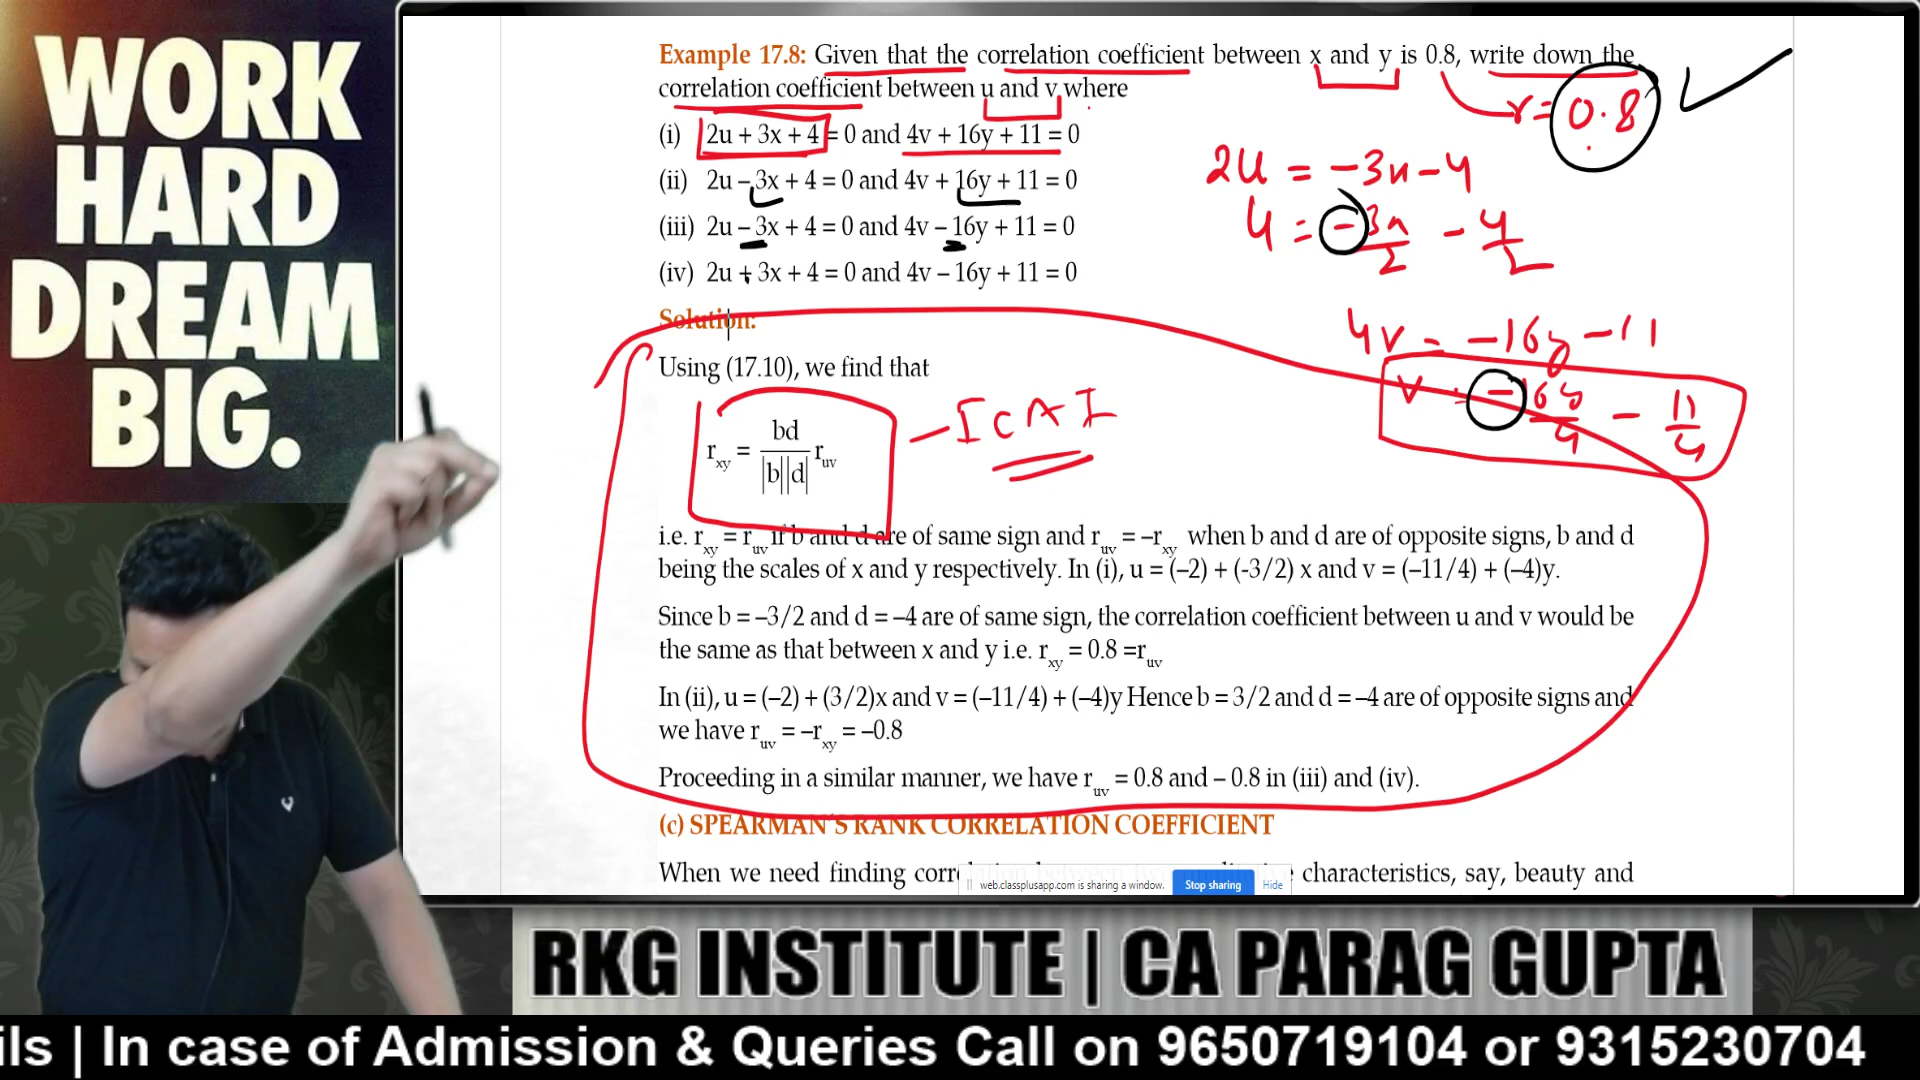 WORK
HARD
DREAM
BIG.
Example 17.8: Given that the correlation coefficient between x and y is 0.8, write down the
correlation coefficient between u and v where
r = 0.8
(i) 2u + 3x + 4 = 0 and 4v + 16y + 11 = 0
(ii) 2u – 3x + 4 = 0 and 4v + 16y + 11 = 0
(iii) 2u – 3x + 4 = 0 and 4v – 16y + 11 = 0
(iv) 2u + 3x + 4 = 0 and 4v – 16y + 11 = 0
2u = -3x - 4
u = -3x/2 - 4/2
4v = -16y - 11
v = -16y/4 - 11/4
Solution:
Using (17.10), we find that
r_xy = bd/|b||d| r_uv
- ICAI
i.e. r_xy = r_uv if b and d are of same sign and r_uv = –r_xy when b and d are of opposite signs, b and d
being the scales of x and y respectively. In (i), u = (–2) + (-3/2) x and v = (–11/4) + (–4)y.
Since b = –3/2 and d = –4 are of same sign, the correlation coefficient between u and v would be
the same as that between x and y i.e. r_xy = 0.8 =r_uv
In (ii), u = (–2) + (3/2)x and v = (–11/4) + (–4)y Hence b = 3/2 and d = –4 are of opposite signs and
we have r_uv = –r_xy = –0.8
Proceeding in a similar manner, we have r_uv = 0.8 and – 0.8 in (iii) and (iv).
(c) SPEARMAN'S RANK CORRELATION COEFFICIENT
When we need finding characteristics, say, beauty and
web.classplusapp.com is sharing a window. Stop sharing Hide
RKG INSTITUTE | CA PARAG GUPTA
ils | In case of Admission & Queries Call on 9650719104 or 9315230704